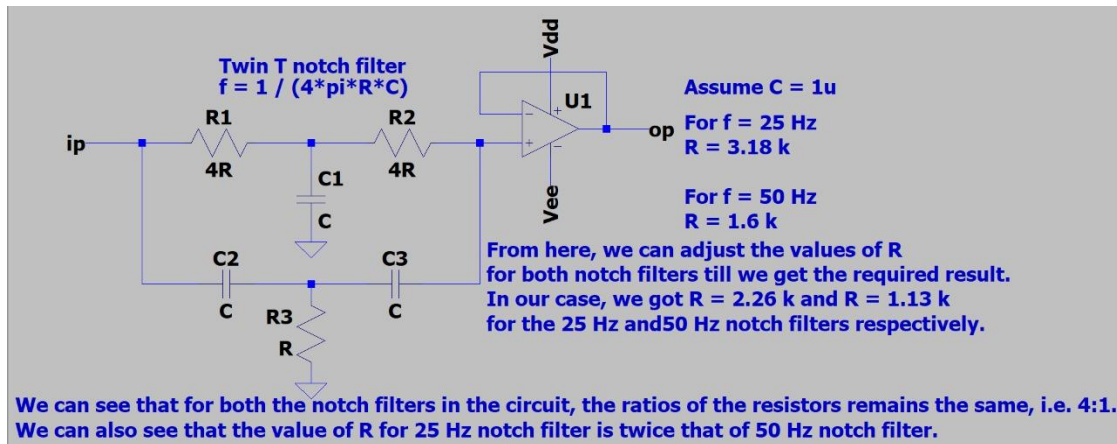 Twin T notch filter
f = 1 / (4*pi*R*C)
Vdd
U1
Assume C = 1u
For f = 25 Hz
R = 3.18 k
For f = 50 Hz
R = 1.6 k
ip
R1
4R
R2
4R
C1
C
op
Vee
C2
C
C3
C
R3
R
From here, we can adjust the values of R
for both notch filters till we get the required result.
In our case, we got R = 2.26 k and R = 1.13 k
for the 25 Hz and50 Hz notch filters respectively.
We can see that for both the notch filters in the circuit, the ratios of the resistors remains the same, i.e. 4:1.
We can also see that the value of R for 25 Hz notch filter is twice that of 50 Hz notch filter.